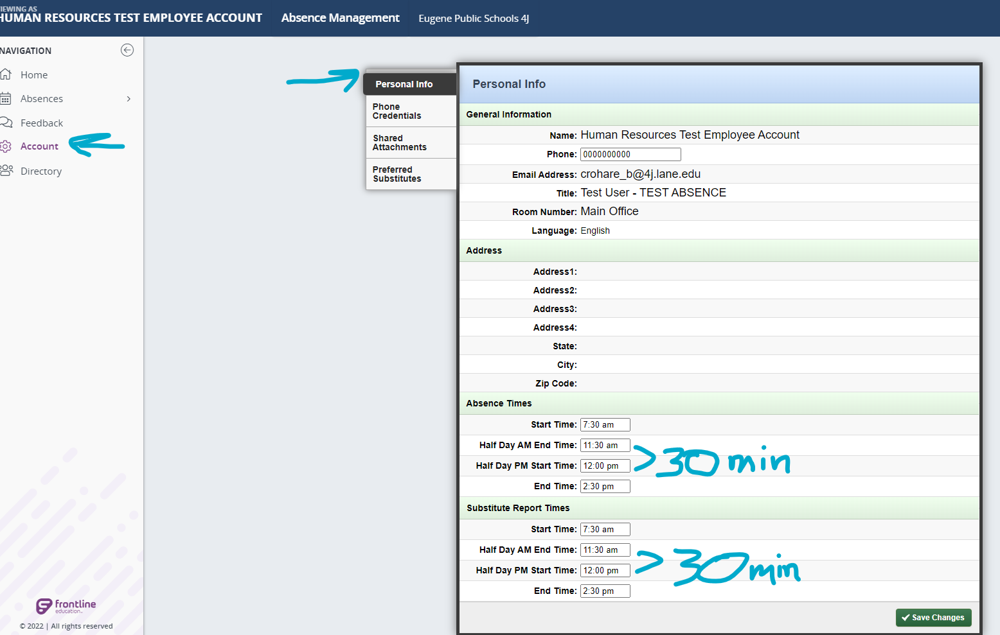 IEWING AS
HUMAN RESOURCES TEST EMPLOYEE ACCOUNT
Absence Management
Eugene Public Schools 4J
NAVIGATION
Home
Absences
Feedback
Account
Directory
Personal Info
Phone
Credentials
Shared
Attachments
Preferred
Substitutes
Personal Info
General Information
Name: Human Resources Test Employee Account
Phone: 0000000000
Email Address: crohare_b@4j.lane.edu
Title: Test User - TEST ABSENCE
Room Number: Main Office
Language: English
Address
Address1:
Address2:
Address3:
Address4:
State:
City:
Zip Code:
Absence Times
Start Time: 7:30 am
Half Day AM End Time: 11:30 am
Half Day PM Start Time: 12:00 pm
> 30 min
End Time: 2:30 pm
Substitute Report Times
Start Time: 7:30 am
Half Day AM End Time: 11:30 am
Half Day PM Start Time: 12:00 pm
> 30 min
End Time: 2:30 pm
Save Changes
frontline
education™
© 2022 | All rights reserved